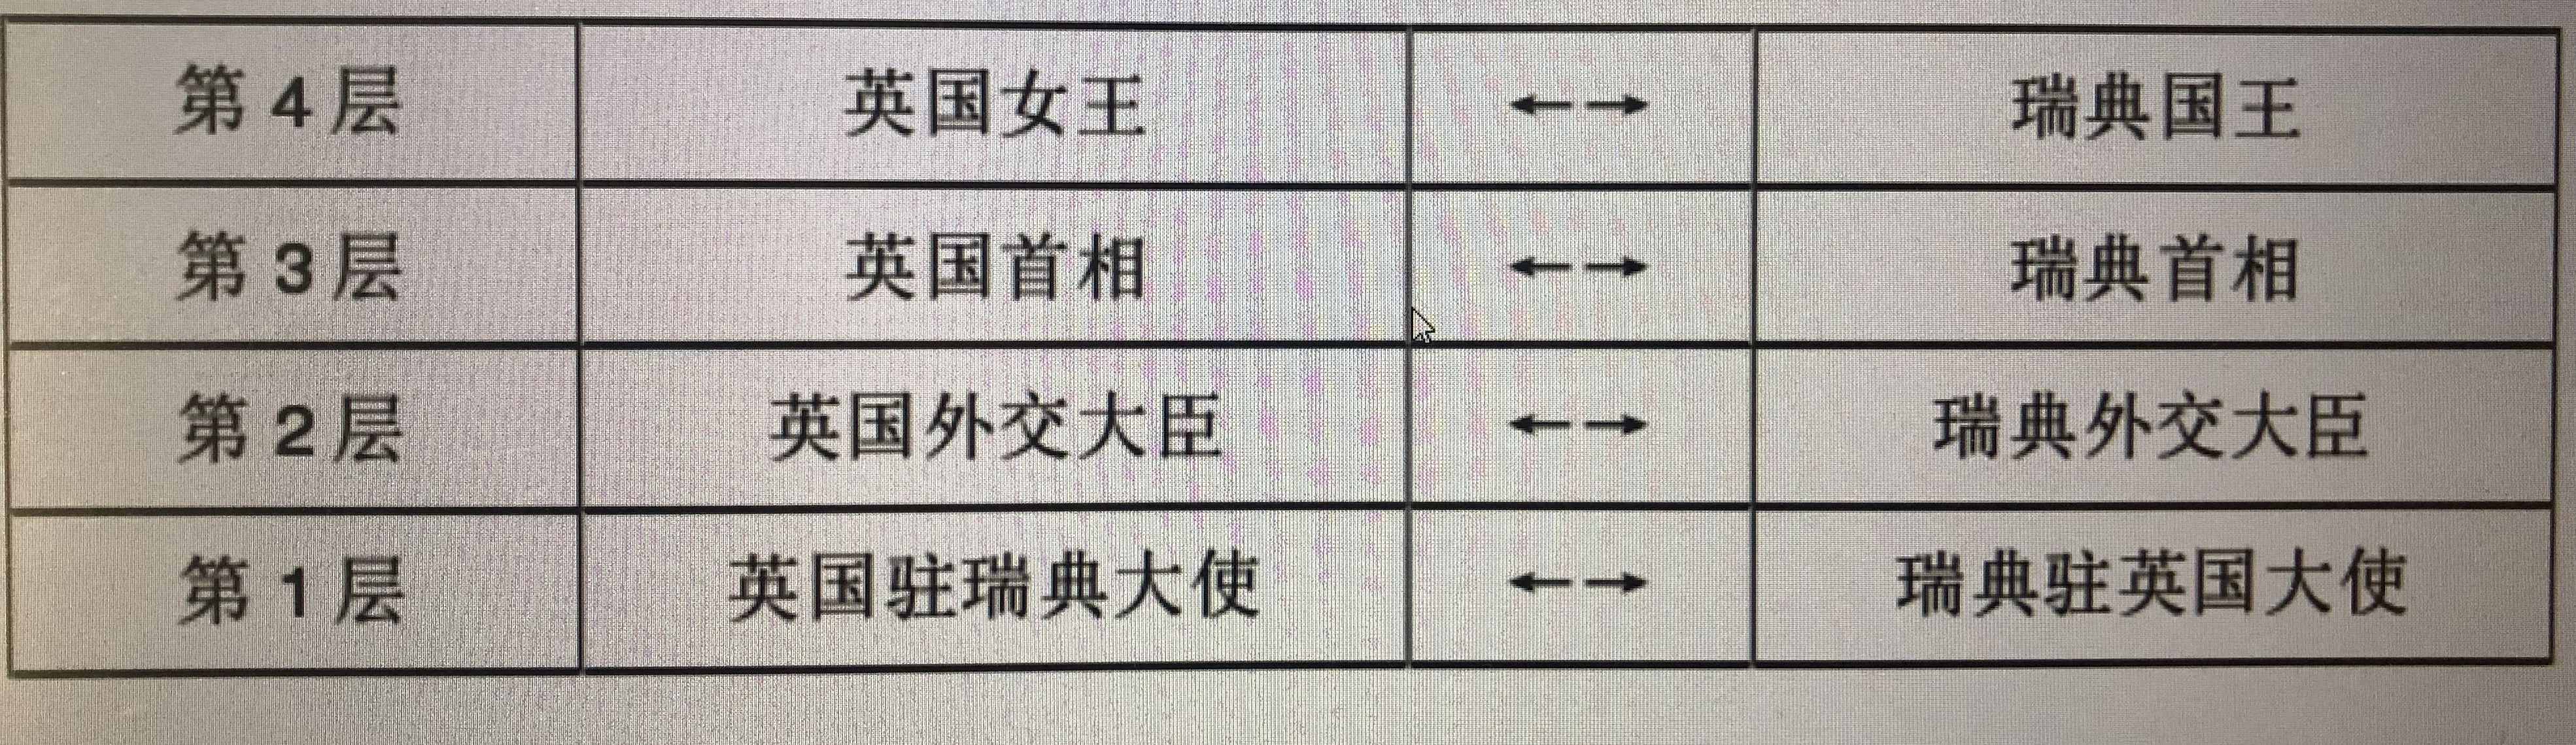 第 4 层 英国女王 ←→ 瑞典国王
第 3 层 英国首相 ←→ 瑞典首相
第 2 层 英国外交大臣 ←→ 瑞典外交大臣
第 1 层 英国驻瑞典大使 ←→ 瑞典驻英国大使